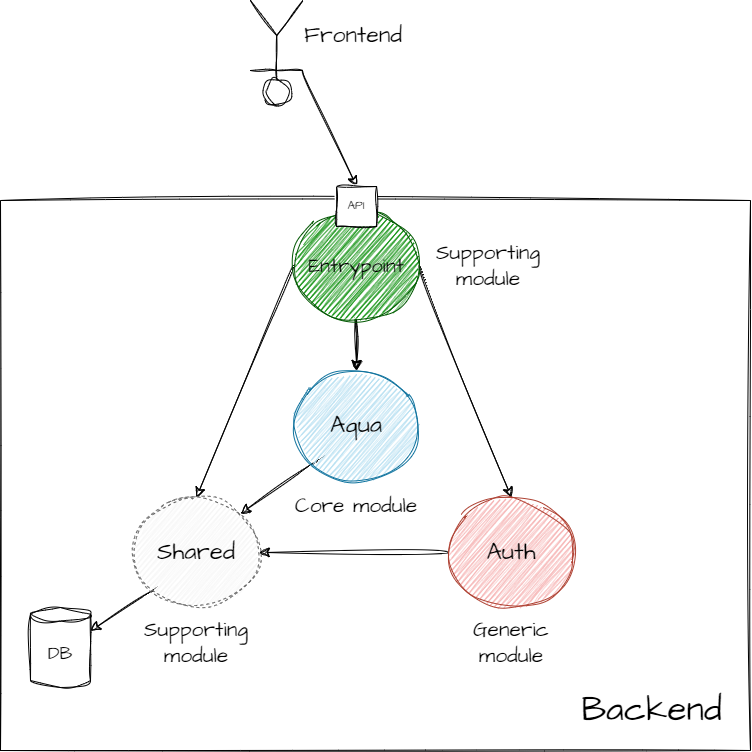 Frontend
API
Entrypoint
Supporting
module
Aqua
Core module
Shared
Auth
Supporting
module
Generic
module
DB
Backend